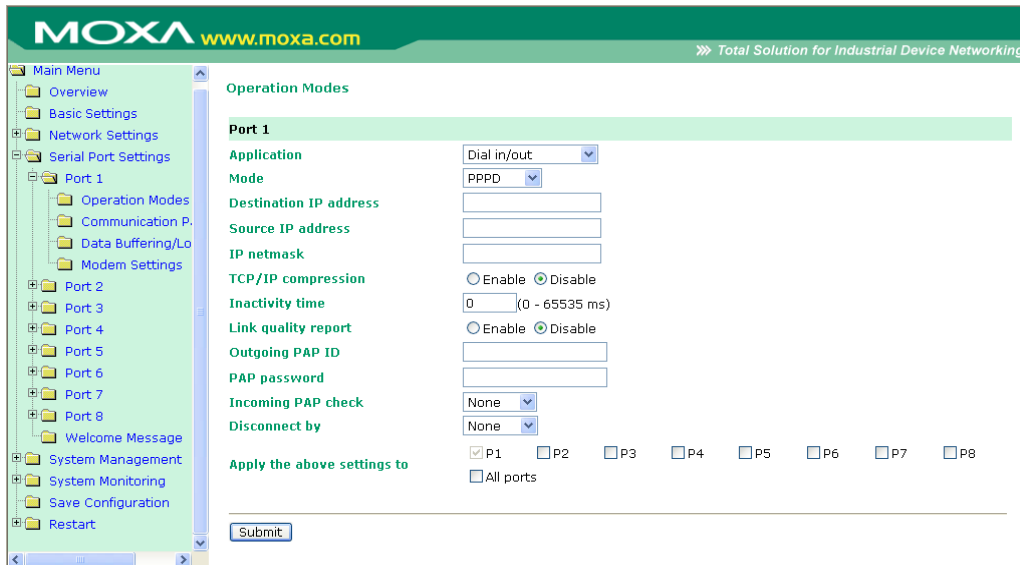 MOXA www.moxa.com
Total Solution for Industrial Device Networking
Main Menu
Overview
Basic Settings
Network Settings
Serial Port Settings
Port 1
Operation Modes
Communication P
Data Buffering/Lo
Modem Settings
Port 2
Port 3
Port 4
Port 5
Port 6
Port 7
Port 8
Welcome Message
System Management
System Monitoring
Save Configuration
Restart
Operation Modes
Port 1
Application Dial in/out
Mode PPPD
Destination IP address
Source IP address
IP netmask
TCP/IP compression Enable Disable
Inactivity time 0 (0 - 65535 ms)
Link quality report Enable Disable
Outgoing PAP ID
PAP password
Incoming PAP check None
Disconnect by None
Apply the above settings to P1 P2 P3 P4 P5 P6 P7 P8
All ports
Submit